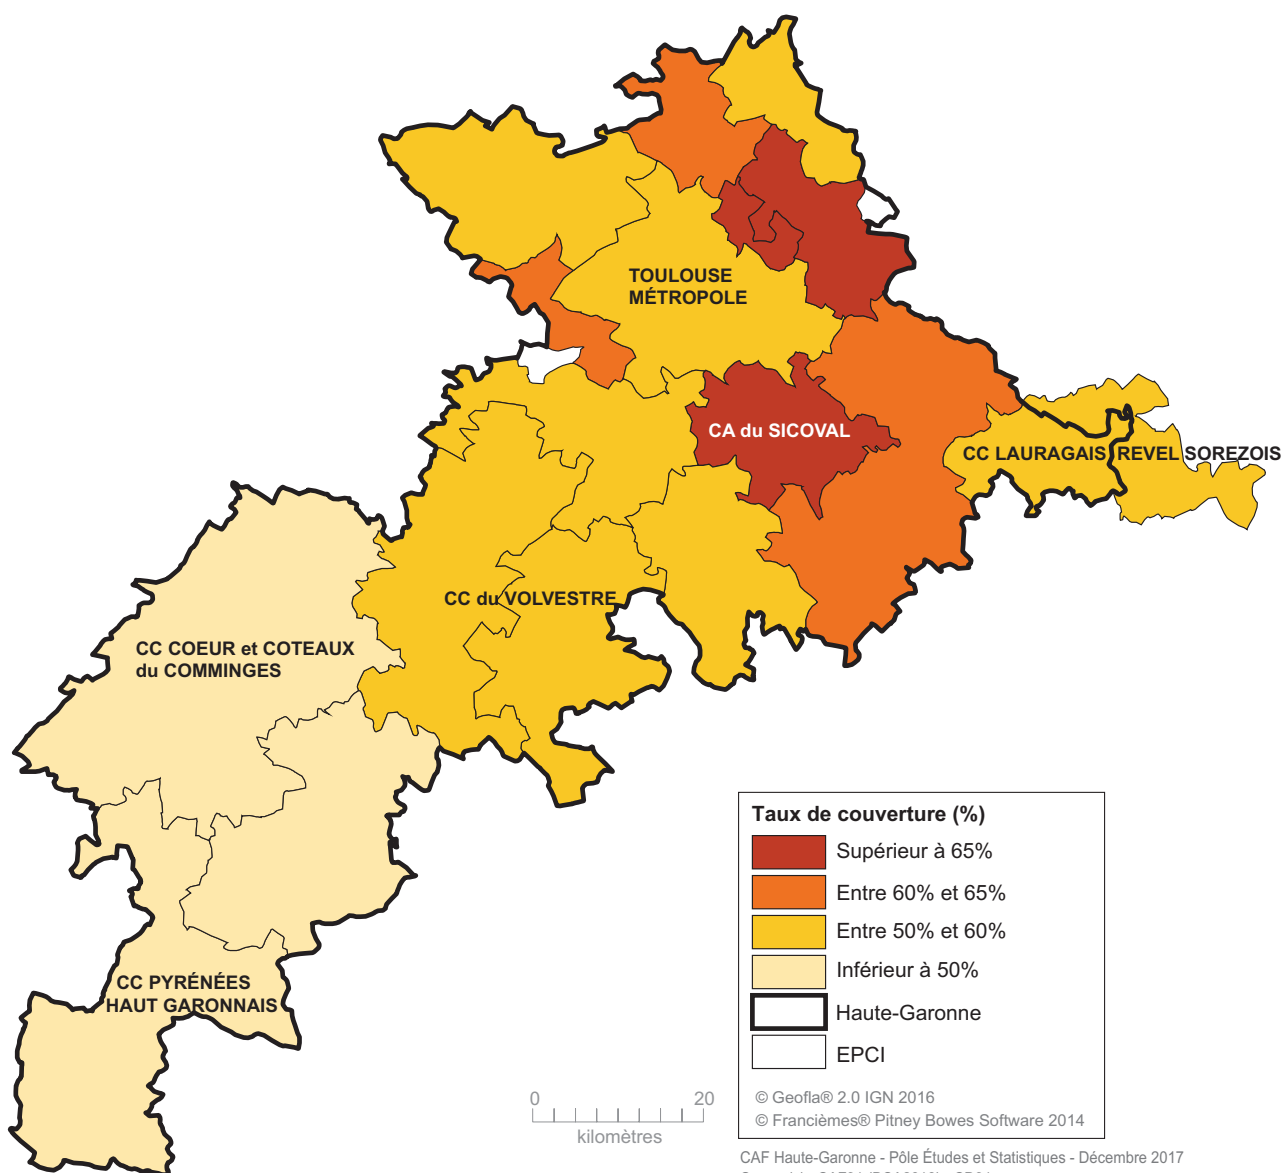 TOULOUSE
MÉTROPOLE
CA du SICOVAL
CC LAURAGAIS REVEL SOREZOIS
CC du VOLVESTRE
CC COEUR et COTEAUX
du COMMINGES
CC PYRÉNÉES
HAUT GARONNAIS
Taux de couverture (%)
Supérieur à 65%
Entre 60% et 65%
Entre 50% et 60%
Inférieur à 50%
Haute-Garonne
EPCI
© Geofla® 2.0 IGN 2016
© Francièmes® Pitney Bowes Software 2014
0 20
kilomètres
CAF Haute-Garonne - Pôle Études et Statistiques - Décembre 2017